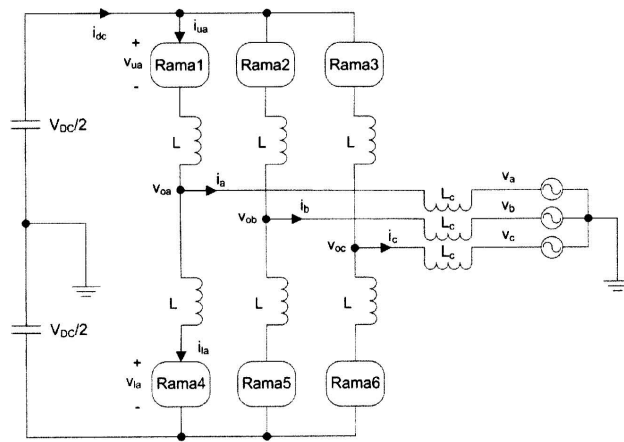 i_dc
i_ua
+
v_ua
-
Rama1
Rama2
Rama3
V_DC/2
L
L
L
v_oa
i_a
L_c
v_a
v_ob
i_b
L_c
v_b
v_oc
i_c
L_c
v_c
V_DC/2
L
L
L
i_la
+
v_la
-
Rama4
Rama5
Rama6